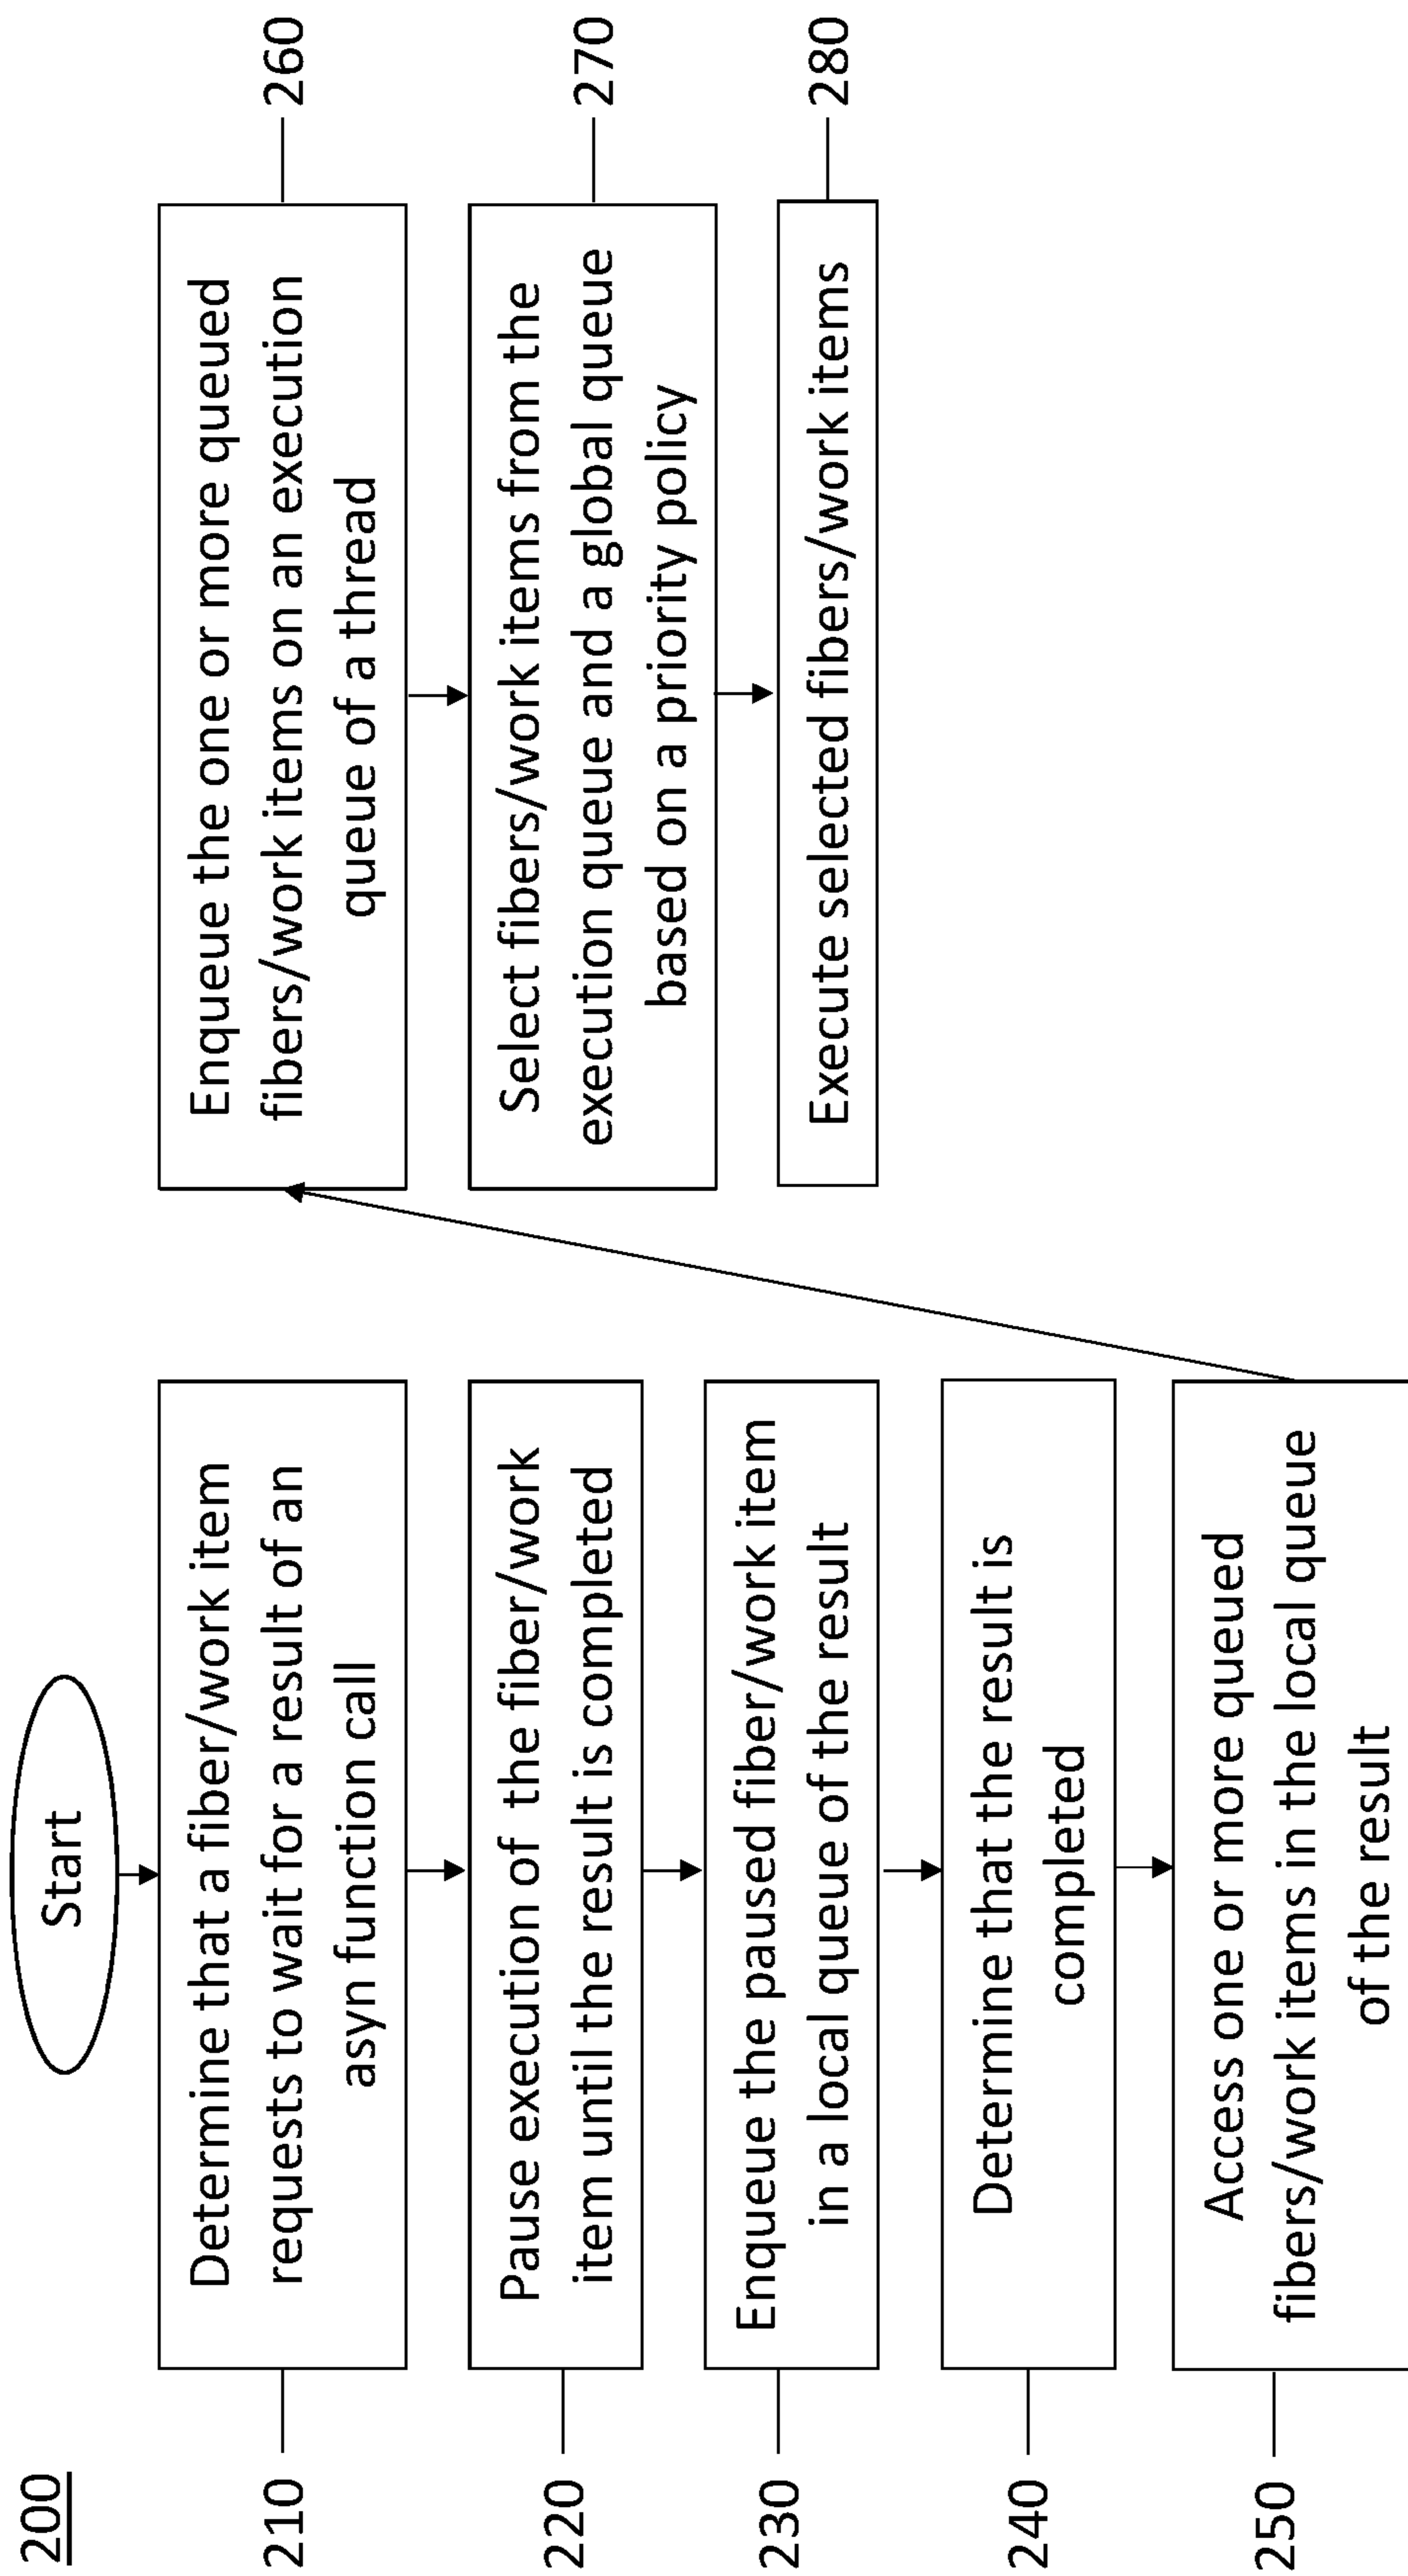 200
Start
210
Determine that a fiber/work item
requests to wait for a result of an
asyn function call
220
Pause execution of the fiber/work
item until the result is completed
230
Enqueue the paused fiber/work item
in a local queue of the result
240
Determine that the result is
completed
250
Access one or more queued
fibers/work items in the local queue
of the result
Enqueue the one or more queued
fibers/work items on an execution
queue of a thread
260
Select fibers/work items from the
execution queue and a global queue
based on a priority policy
270
Execute selected fibers/work items
280